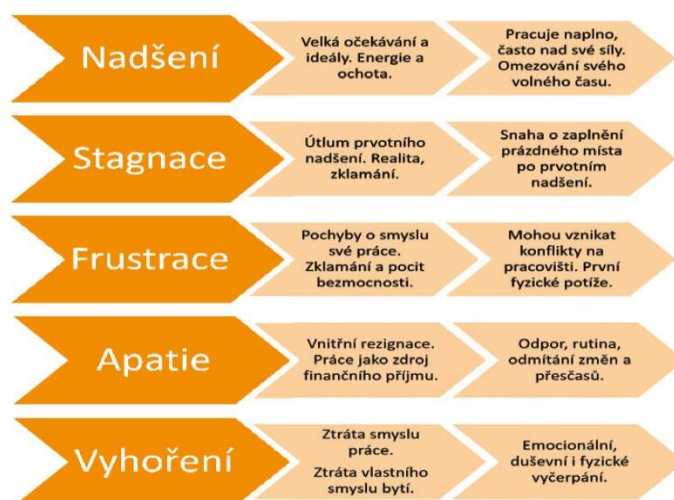 Nadšení
Velká očekávání a
ideály. Energie a
ochota.
Pracuje naplno,
často nad své síly.
Omezování svého
volného času.
Stagnace
Útlum prvotního
nadšení. Realita,
zklamání.
Snaha o zaplnění
prázdného místa
po prvotním
nadšení.
Frustrace
Pochyby o smyslu
své práce.
Zklamání a pocit
bezmocnosti.
Mohou vznikat
konflikty na
pracovišti. První
fyzické potíže.
Apatie
Vnitřní rezignace.
Práce jako zdroj
finančního příjmu.
Odpor, rutina,
odmítání změn a
přesčasů.
Vyhoření
Ztráta smyslu
práce.
Ztráta vlastního
smyslu bytí.
Emocionální,
duševní i fyzické
vyčerpání.